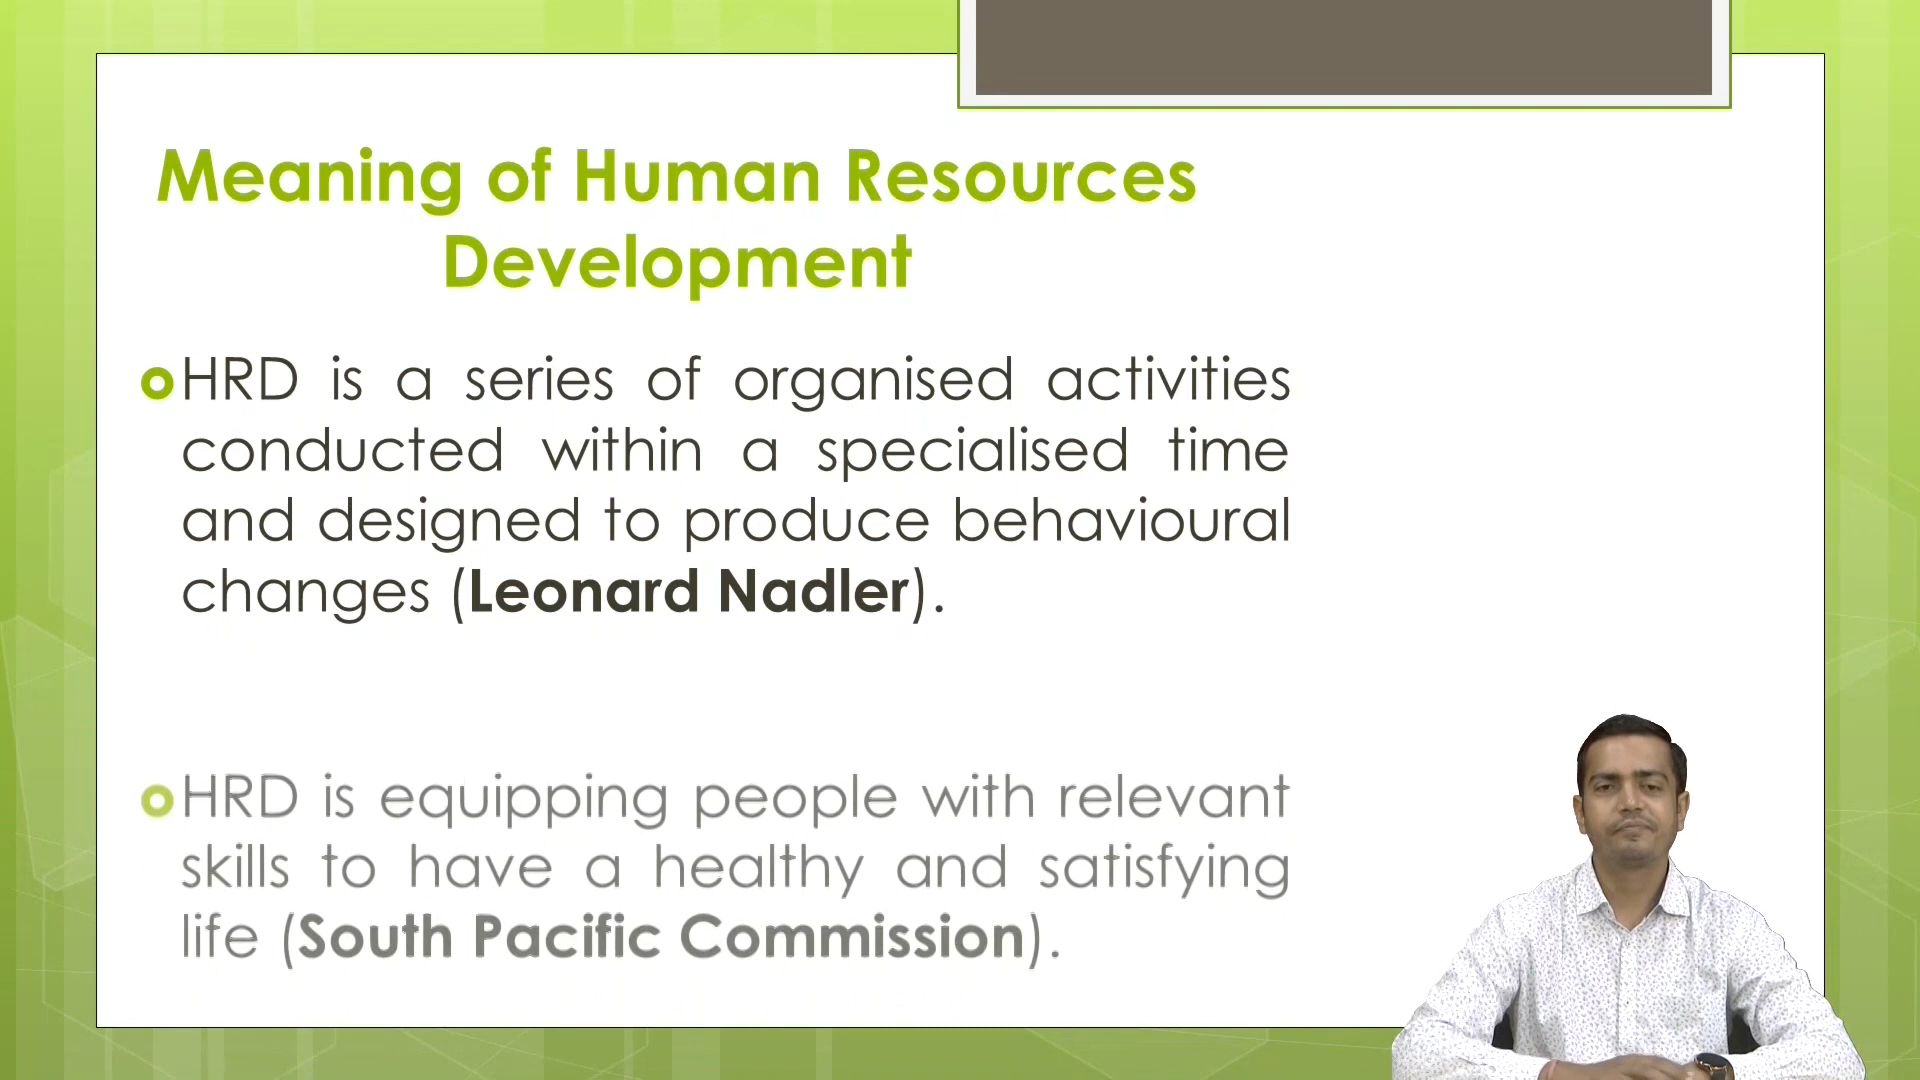 Meaning of Human Resources
Development
HRD is a series of organised activities
conducted within a specialised time
and designed to produce behavioural
changes (Leonard Nadler).
HRD is equipping people with relevant
skills to have a healthy and satisfying
life (South Pacific Commission).